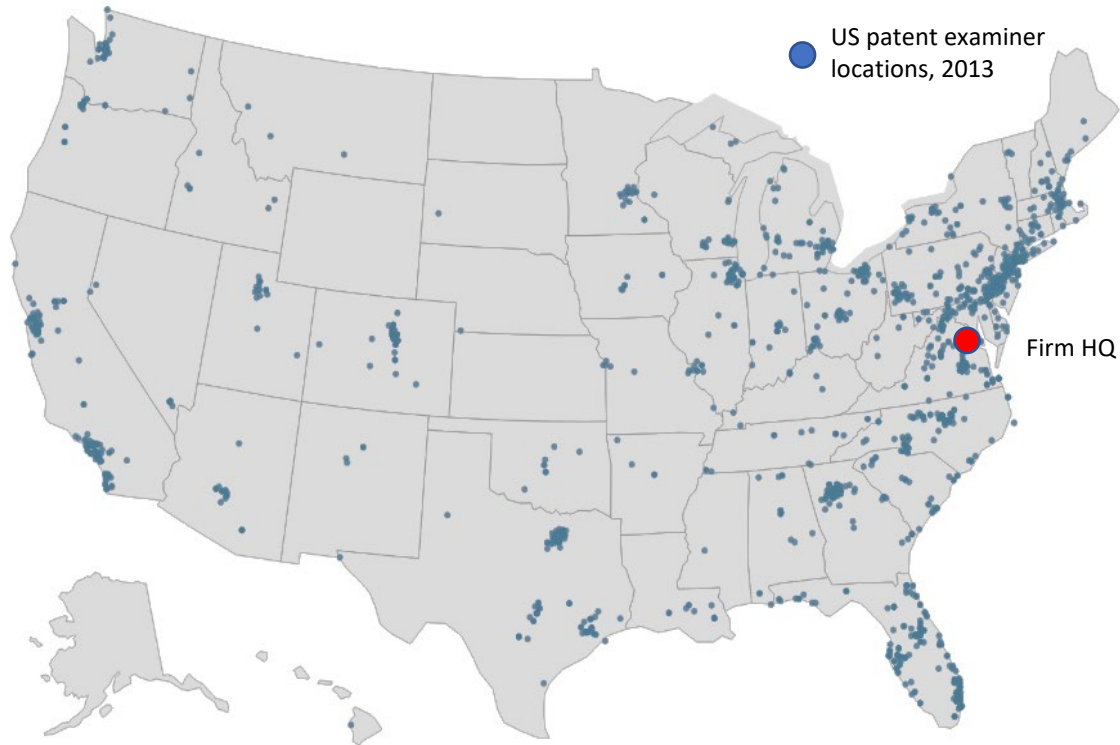 US patent examiner
locations, 2013
Firm HQ